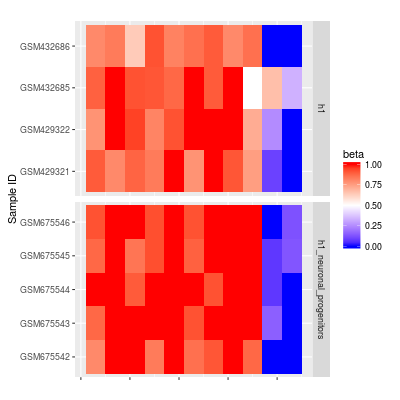 GSM432686
GSM432685
GSM429322
GSM429321
h1
GSM675546
GSM675545
GSM675544
GSM675543
GSM675542
h1_neuronal_progenitors
Sample ID
beta
1.00
0.75
0.50
0.25
0.00